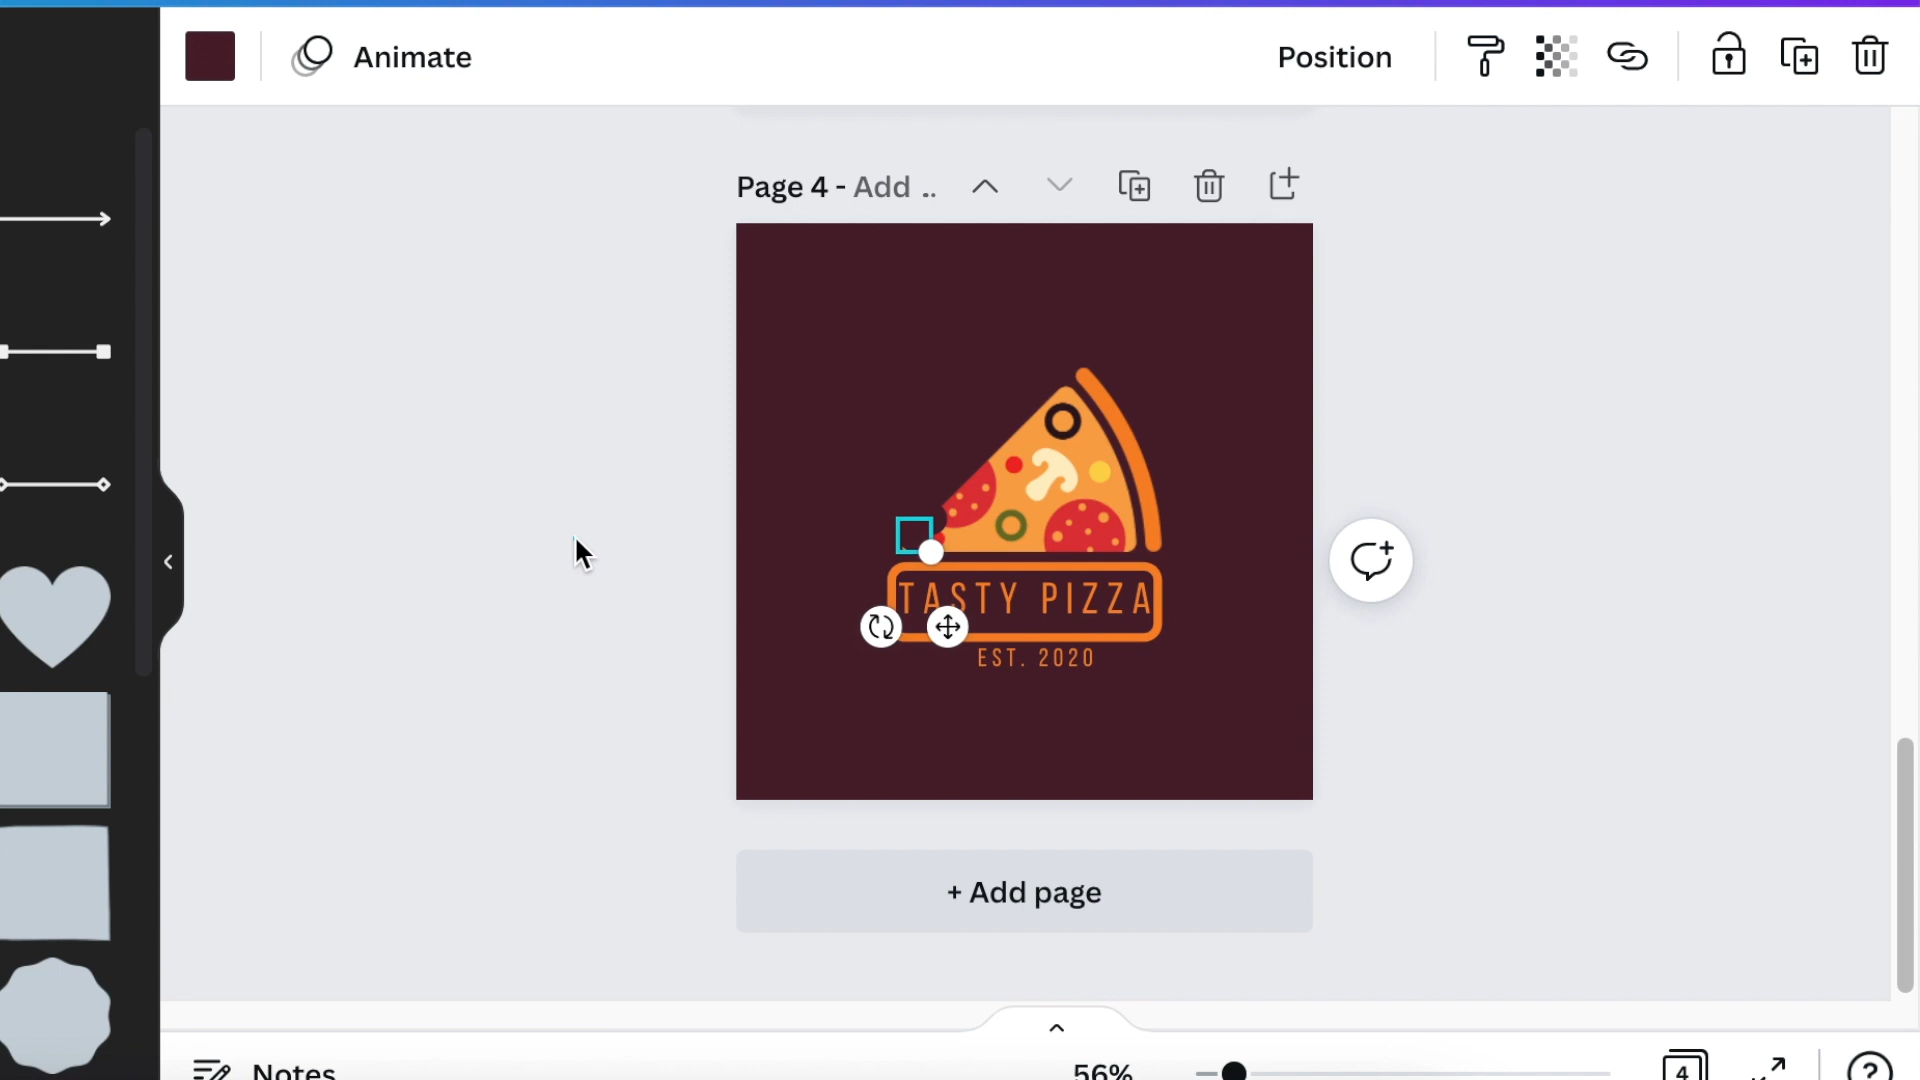 Animate
Position
Page 4 - Add ..
TASTY PIZZA
EST. 2020
+ Add page
Notes
56%
4
?